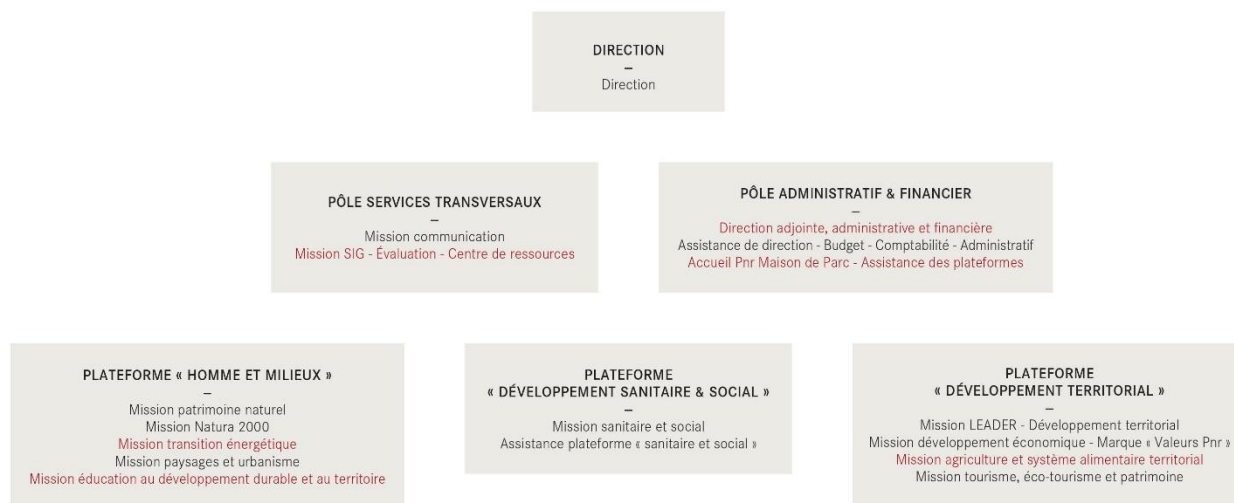 DIRECTION
–
Direction
PÔLE SERVICES TRANSVERSAUX
–
Mission communication
Mission SIG - Évaluation - Centre de ressources
PÔLE ADMINISTRATIF & FINANCIER
–
Direction adjointe, administrative et financière
Assistance de direction - Budget - Comptabilité - Administratif
Accueil Pnr Maison de Parc - Assistance des plateformes
PLATEFORME « HOMME ET MILIEUX »
–
Mission patrimoine naturel
Mission Natura 2000
Mission transition énergétique
Mission paysages et urbanisme
Mission éducation au développement durable et au territoire
PLATEFORME
« DÉVELOPPEMENT SANITAIRE & SOCIAL »
–
Mission sanitaire et social
Assistance plateforme « sanitaire et social »
PLATEFORME
« DÉVELOPPEMENT TERRITORIAL »
–
Mission LEADER - Développement territorial
Mission développement économique - Marque « Valeurs Pnr »
Mission agriculture et système alimentaire territorial
Mission tourisme, éco-tourisme et patrimoine